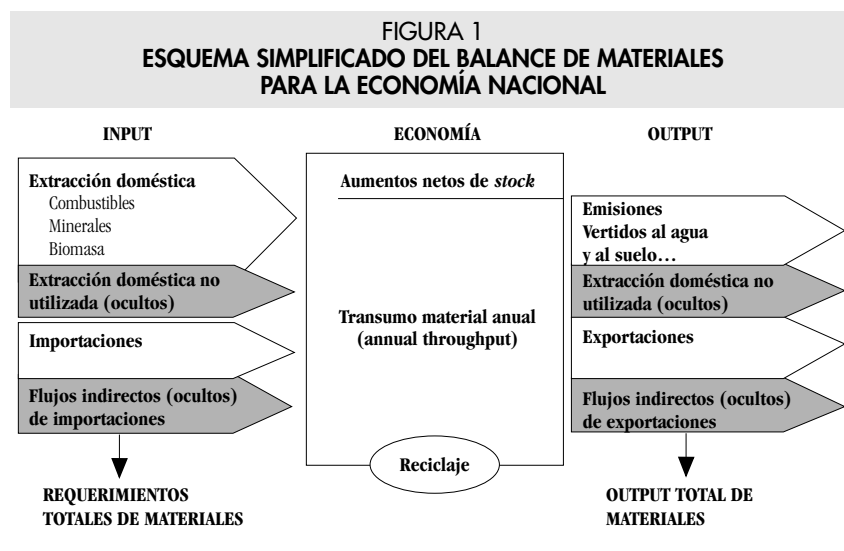 FIGURA 1
ESQUEMA SIMPLIFICADO DEL BALANCE DE MATERIALES
PARA LA ECONOMÍA NACIONAL
INPUT
Extracción doméstica
Combustibles
Minerales
Biomasa
Extracción doméstica no
utilizada (ocultos)
Importaciones
Flujos indirectos (ocultos)
de importaciones
REQUERIMIENTOS
TOTALES DE MATERIALES
ECONOMÍA
Aumentos netos de stock
Transumo material anual
(annual throughput)
Reciclaje
OUTPUT
Emisiones
Vertidos al agua
y al suelo…
Extracción doméstica no
utilizada (ocultos)
Exportaciones
Flujos indirectos (ocultos)
de exportaciones
OUTPUT TOTAL DE
MATERIALES